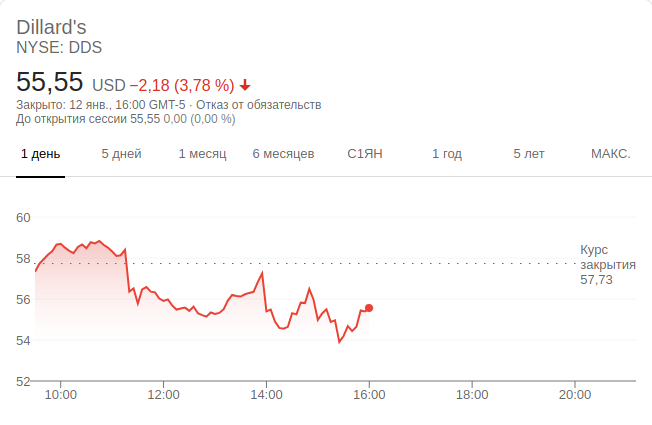 Dillard's
NYSE: DDS
55,55 USD −2,18 (3,78 %)
Закрыто: 12 янв., 16:00 GMT-5 · Отказ от обязательств
До открытия сессии 55,55 0,00 (0,00 %)
1 день 5 дней 1 месяц 6 месяцев С1ЯН 1 год 5 лет МАКС.
60
58
56
54
52
Курс
закрытия
57,73
10:00 12:00 14:00 16:00 18:00 20:00